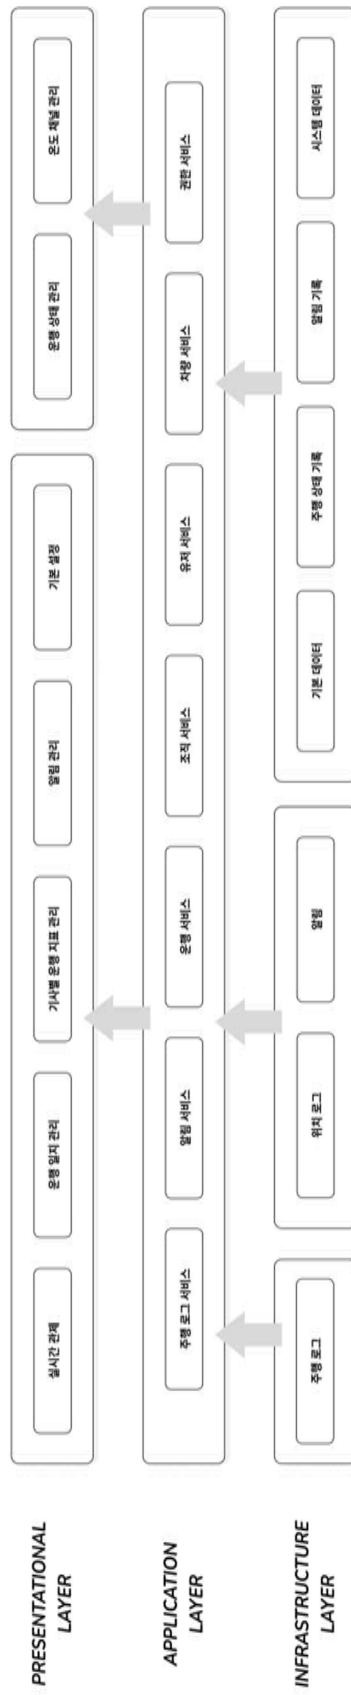 PRESENTATIONAL
LAYER
실시간 관제
운행 일지 관리
기사별 운행 지표 관리
알림 관리
기본 설정
운행 상태 관리
온도 채널 관리
APPLICATION
LAYER
주행 로그 서비스
알림 서비스
운행 서비스
조직 서비스
유저 서비스
차량 서비스
권한 서비스
INFRASTRUCTURE
LAYER
주행 로그
위치 로그
알림
기본 데이터
주행 상태 기록
알림 기록
시스템 데이터